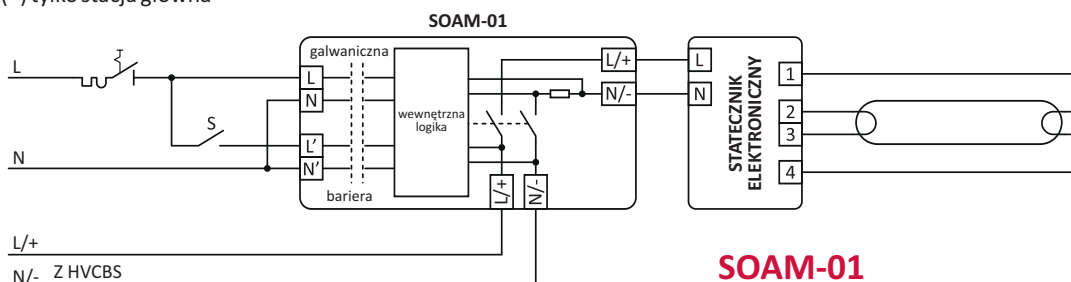 (*) tylko stacja główna
SOAM-01
L
N
S
galwaniczna
bariera
L
N
L'
N'
wewnętrzna
logika
L/+
N/-
L/+
N/-
L
N
STATECZNIK
ELEKTRONICZNY
1
2
3
4
L/+
N/- Z HVCBS
SOAM-01